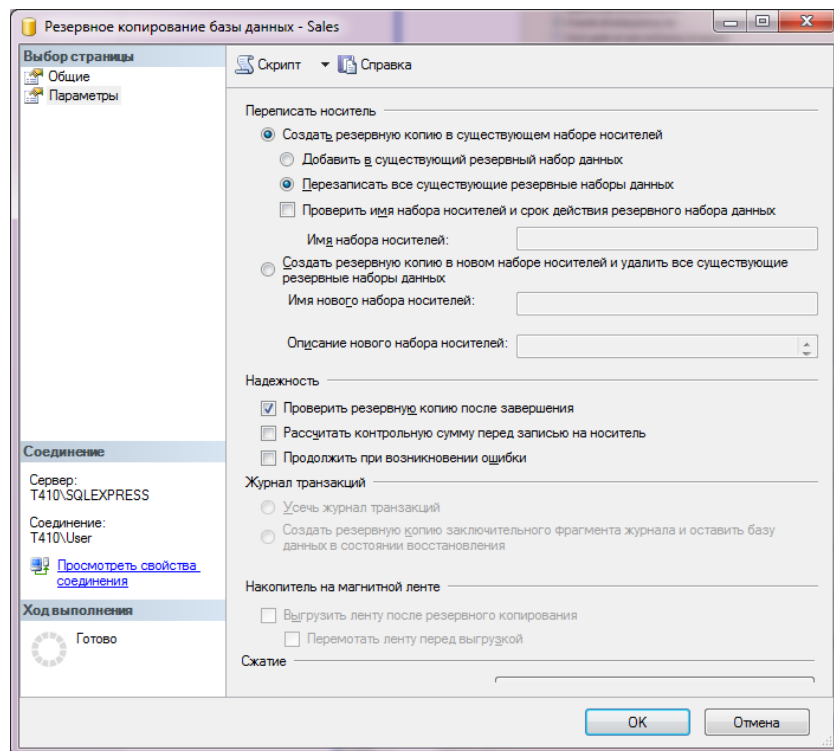 Резервное копирование базы данных - Sales
Выбор страницы
Общие
Параметры
Скрипт
Справка
Переписать носитель
Создать резервную копию в существующем наборе носителей
Добавить в существующий резервный набор данных
Перезаписать все существующие резервные наборы данных
Проверить имя набора носителей и срок действия резервного набора данных
Имя набора носителей:
Создать резервную копию в новом наборе носителей и удалить все существующие
резервные наборы данных
Имя нового набора носителей:
Описание нового набора носителей:
Надежность
Проверить резервную копию после завершения
Рассчитать контрольную сумму перед записью на носитель
Продолжить при возникновении ошибки
Журнал транзакций
Усечь журнал транзакций
Создать резервную копию заключительного фрагмента журнала и оставить базу
данных в состоянии восстановления
Накопитель на магнитной ленте
Выгрузить ленту после резервного копирования
Перемотать ленту перед выгрузкой
Сжатие
Соединение
Сервер:
T410\SQLEXPRESS
Соединение:
T410\User
Просмотреть свойства
соединения
Ход выполнения
Готово
OK
Отмена